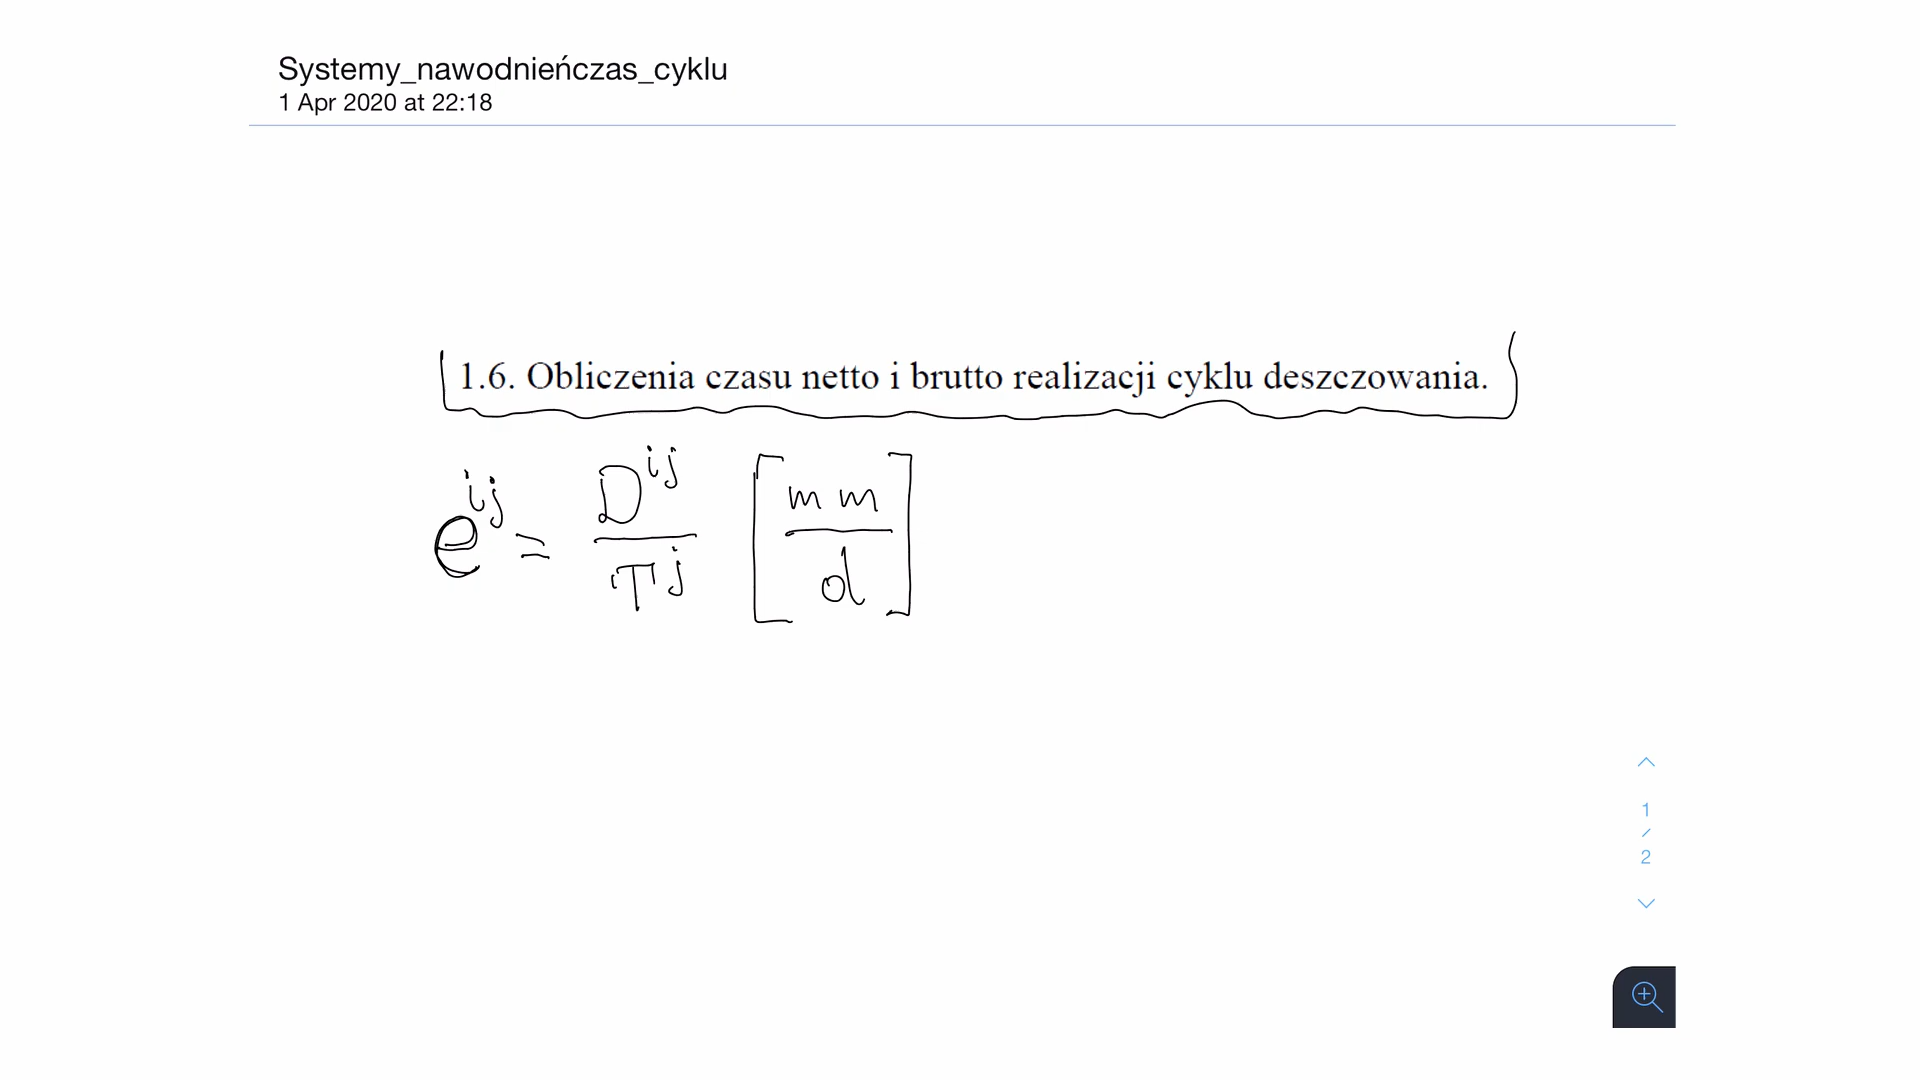 Systemy_nawodnieńczas_cyklu
1 Apr 2020 at 22:18
1.6. Obliczenia czasu netto i brutto realizacji cyklu deszczowania.
e^{ij} = D^{ij} / T^{j} [mm / d]
1
/
2